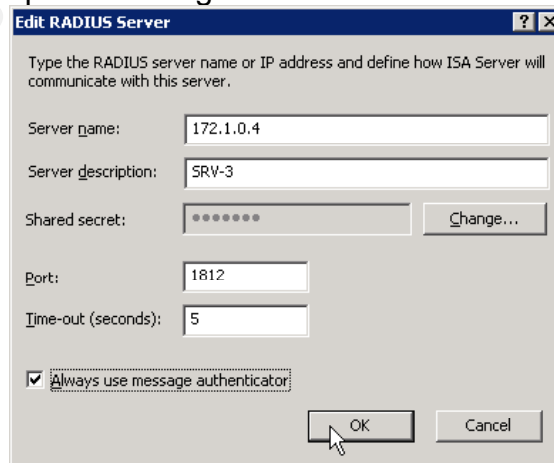 Edit RADIUS Server
Type the RADIUS server name or IP address and define how ISA Server will
communicate with this server.
Server name: 172.1.0.4
Server description: SRV-3
Shared secret: ●●●●●●● Change...
Port: 1812
Time-out (seconds): 5
Always use message authenticator
OK Cancel